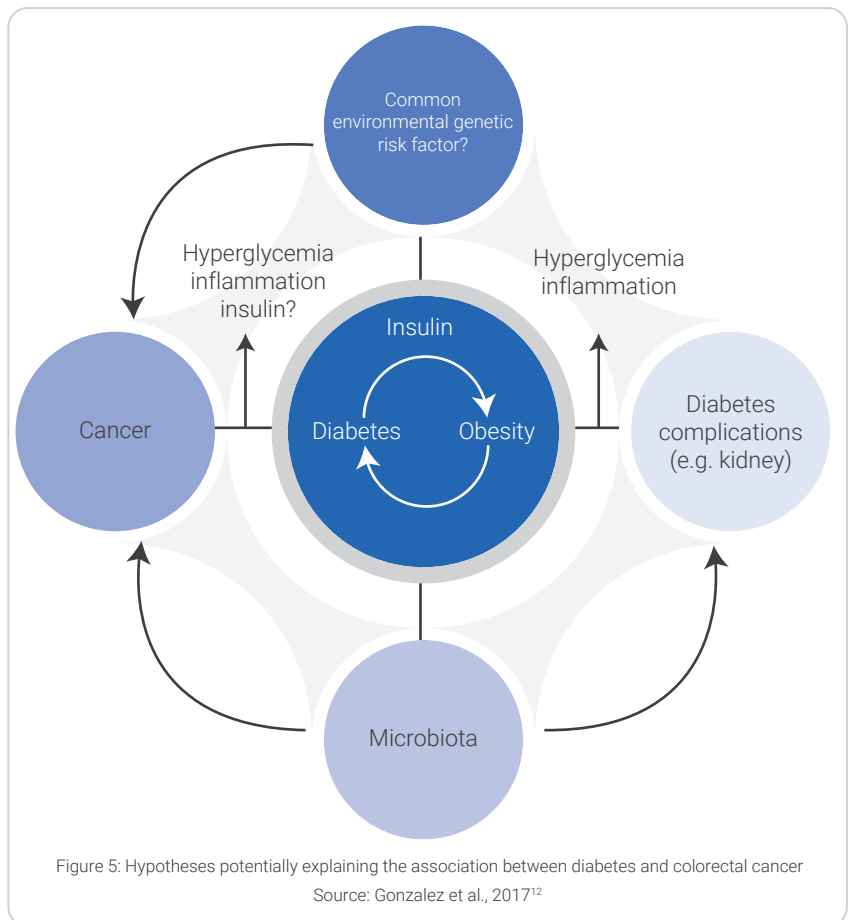 Common
environmental genetic
risk factor?
Hyperglycemia
inflammation
insulin?
Hyperglycemia
inflammation
Insulin
Diabetes
Obesity
Cancer
Diabetes
complications
(e.g. kidney)
Microbiota
Figure 5: Hypotheses potentially explaining the association between diabetes and colorectal cancer
Source: Gonzalez et al., 2017¹²